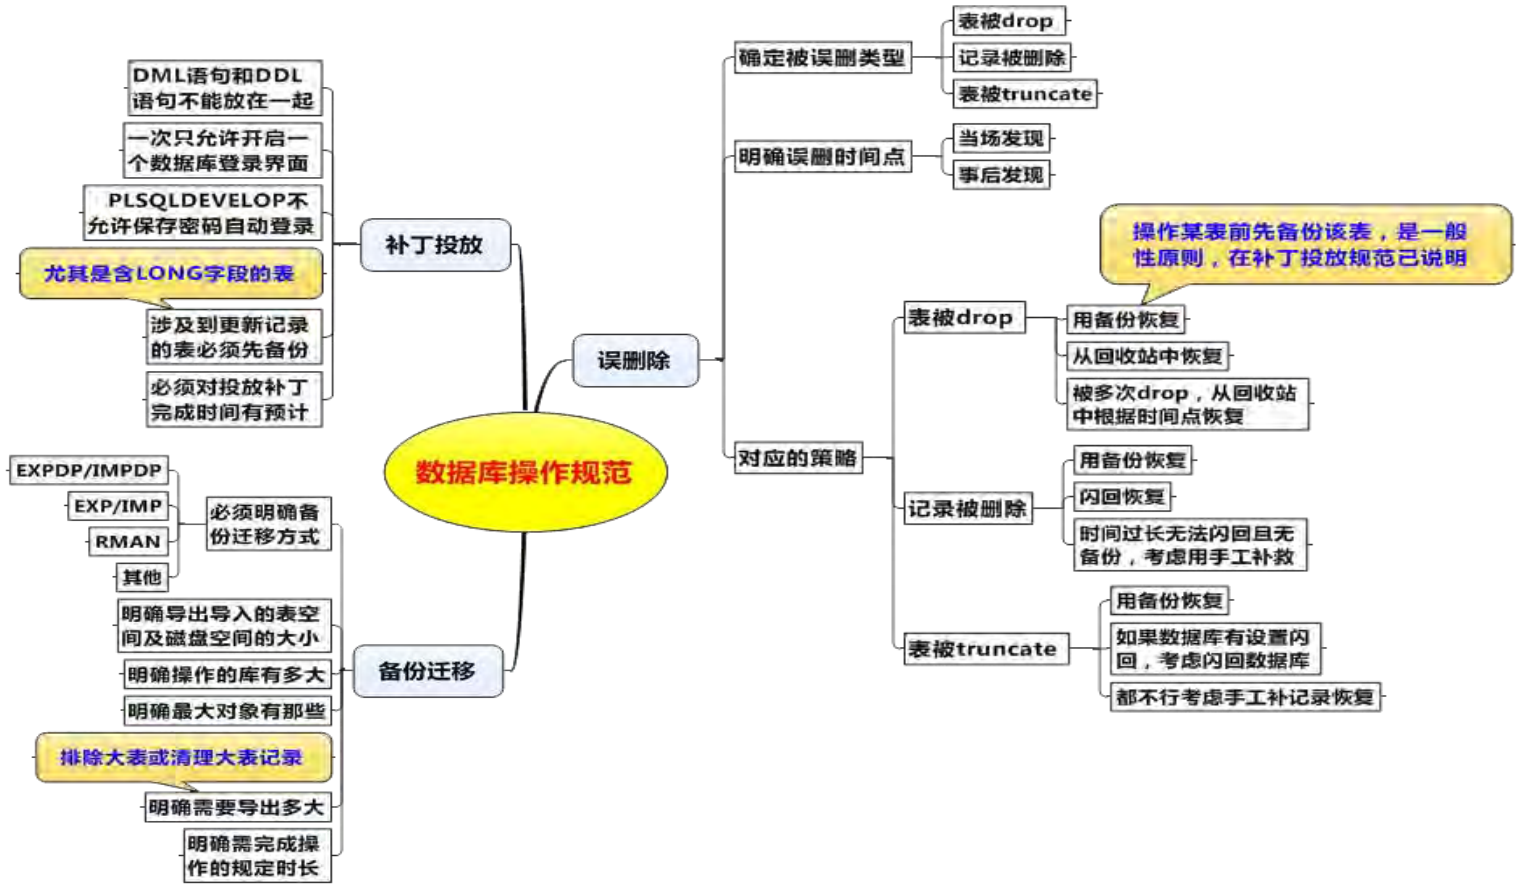 数据库操作规范
误删除
确定被误删类型
表被drop
记录被删除
表被truncate
明确误删时间点
当场发现
事后发现
对应的策略
表被drop
操作某表前先备份该表，是一般
性原则，在补丁投放规范已说明
用备份恢复
从回收站中恢复
被多次drop，从回收站
中根据时间点恢复
记录被删除
用备份恢复
闪回恢复
时间过长无法闪回且无
备份，考虑用手工补救
表被truncate
用备份恢复
如果数据库有设置闪
回，考虑闪回数据库
都不行考虑手工补记录恢复
补丁投放
DML语句和DDL
语句不能放在一起
一次只允许开启一
个数据库登录界面
PLSQLDEVELOP不
允许保存密码自动登录
尤其是含LONG字段的表
涉及到更新记录
的表必须先备份
必须对投放补丁
完成时间有预计
备份迁移
必须明确备
份迁移方式
EXPDP/IMPDP
EXP/IMP
RMAN
其他
明确导出导入的表空
间及磁盘空间的大小
明确操作的库有多大
明确最大对象有那些
排除大表或清理大表记录
明确需要导出多大
明确需完成操
作的规定时长